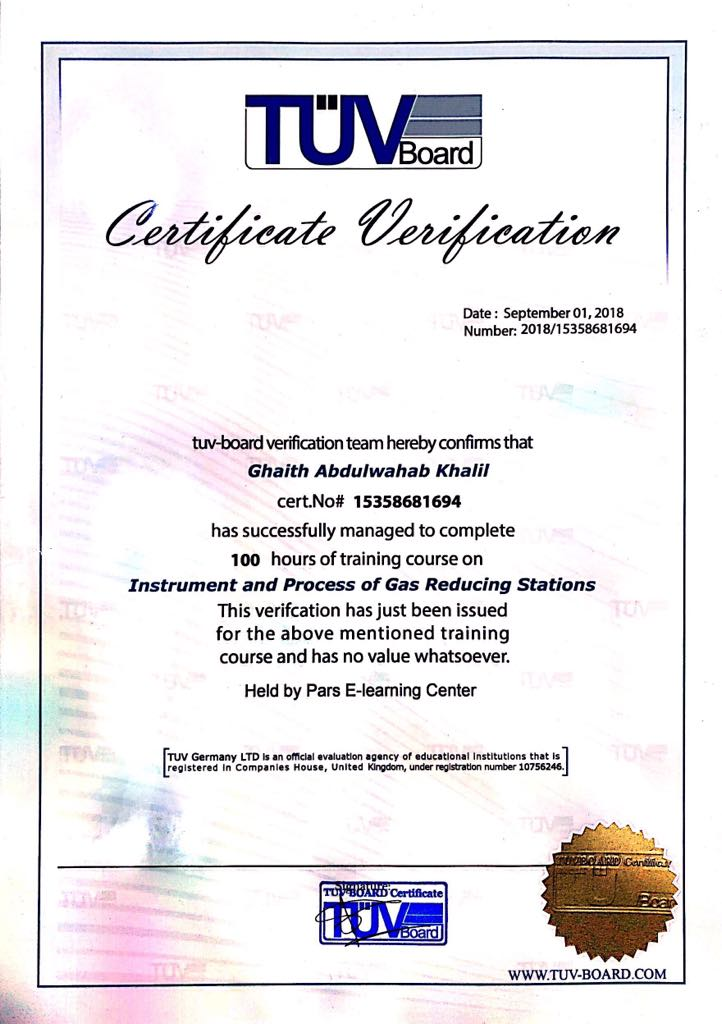 TÜV Board
Certificate Verification
Date : September 01, 2018
Number: 2018/15358681694
tuv-board verification team hereby confirms that
Ghaith Abdulwahab Khalil
cert.No# 15358681694
has successfully managed to complete
100 hours of training course on
Instrument and Process of Gas Reducing Stations
This verifcation has just been issued
for the above mentioned training
course and has no value whatsoever.
Held by Pars E-learning Center
[TUV Germany LTD is an official evaluation agency of educational institutions that is
registered in Companies House, United Kingdom, under registration number 10756246.]
Signature:
TUV-BOARD Certificate
TÜV Board
TUVBOARD Certificate
TÜ
Boar
WWW.TUV-BOARD.COM